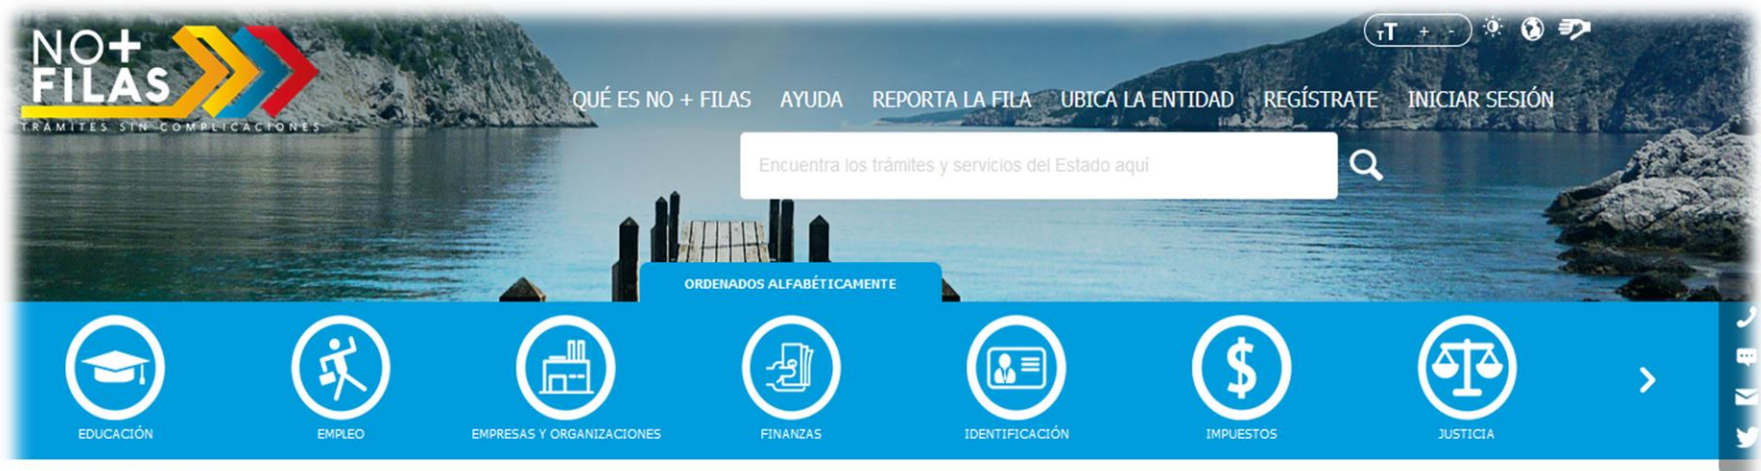 NO+
FILAS
TRÁMITES SIN COMPLICACIONES
TT + -
QUÉ ES NO + FILAS AYUDA REPORTA LA FILA UBICA LA ENTIDAD REGÍSTRATE INICIAR SESIÓN
Encuentra los trámites y servicios del Estado aquí
ORDENADOS ALFABÉTICAMENTE
EDUCACIÓN EMPLEO EMPRESAS Y ORGANIZACIONES FINANZAS IDENTIFICACIÓN IMPUESTOS JUSTICIA